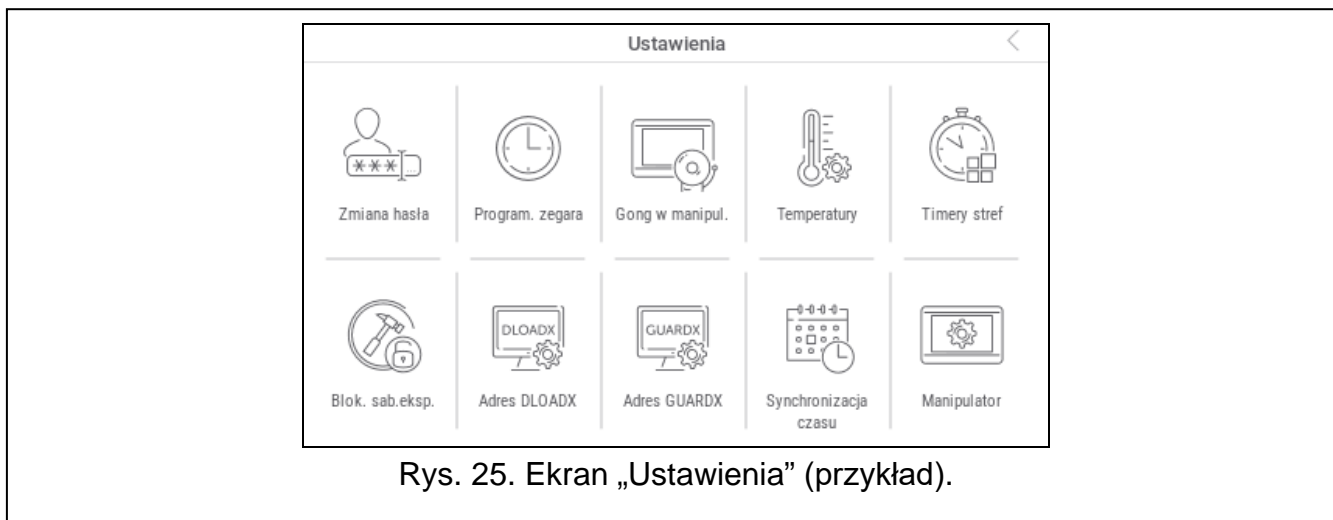 Ustawienia
***
...
Zmiana hasła
Program. zegara
Gong w manipul.
Temperatury
Timery stref
DLOADX
GUARDX
Blok. sab.eksp.
Adres DLOADX
Adres GUARDX
Synchronizacja
czasu
Manipulator
Rys. 25. Ekran „Ustawienia” (przykład).